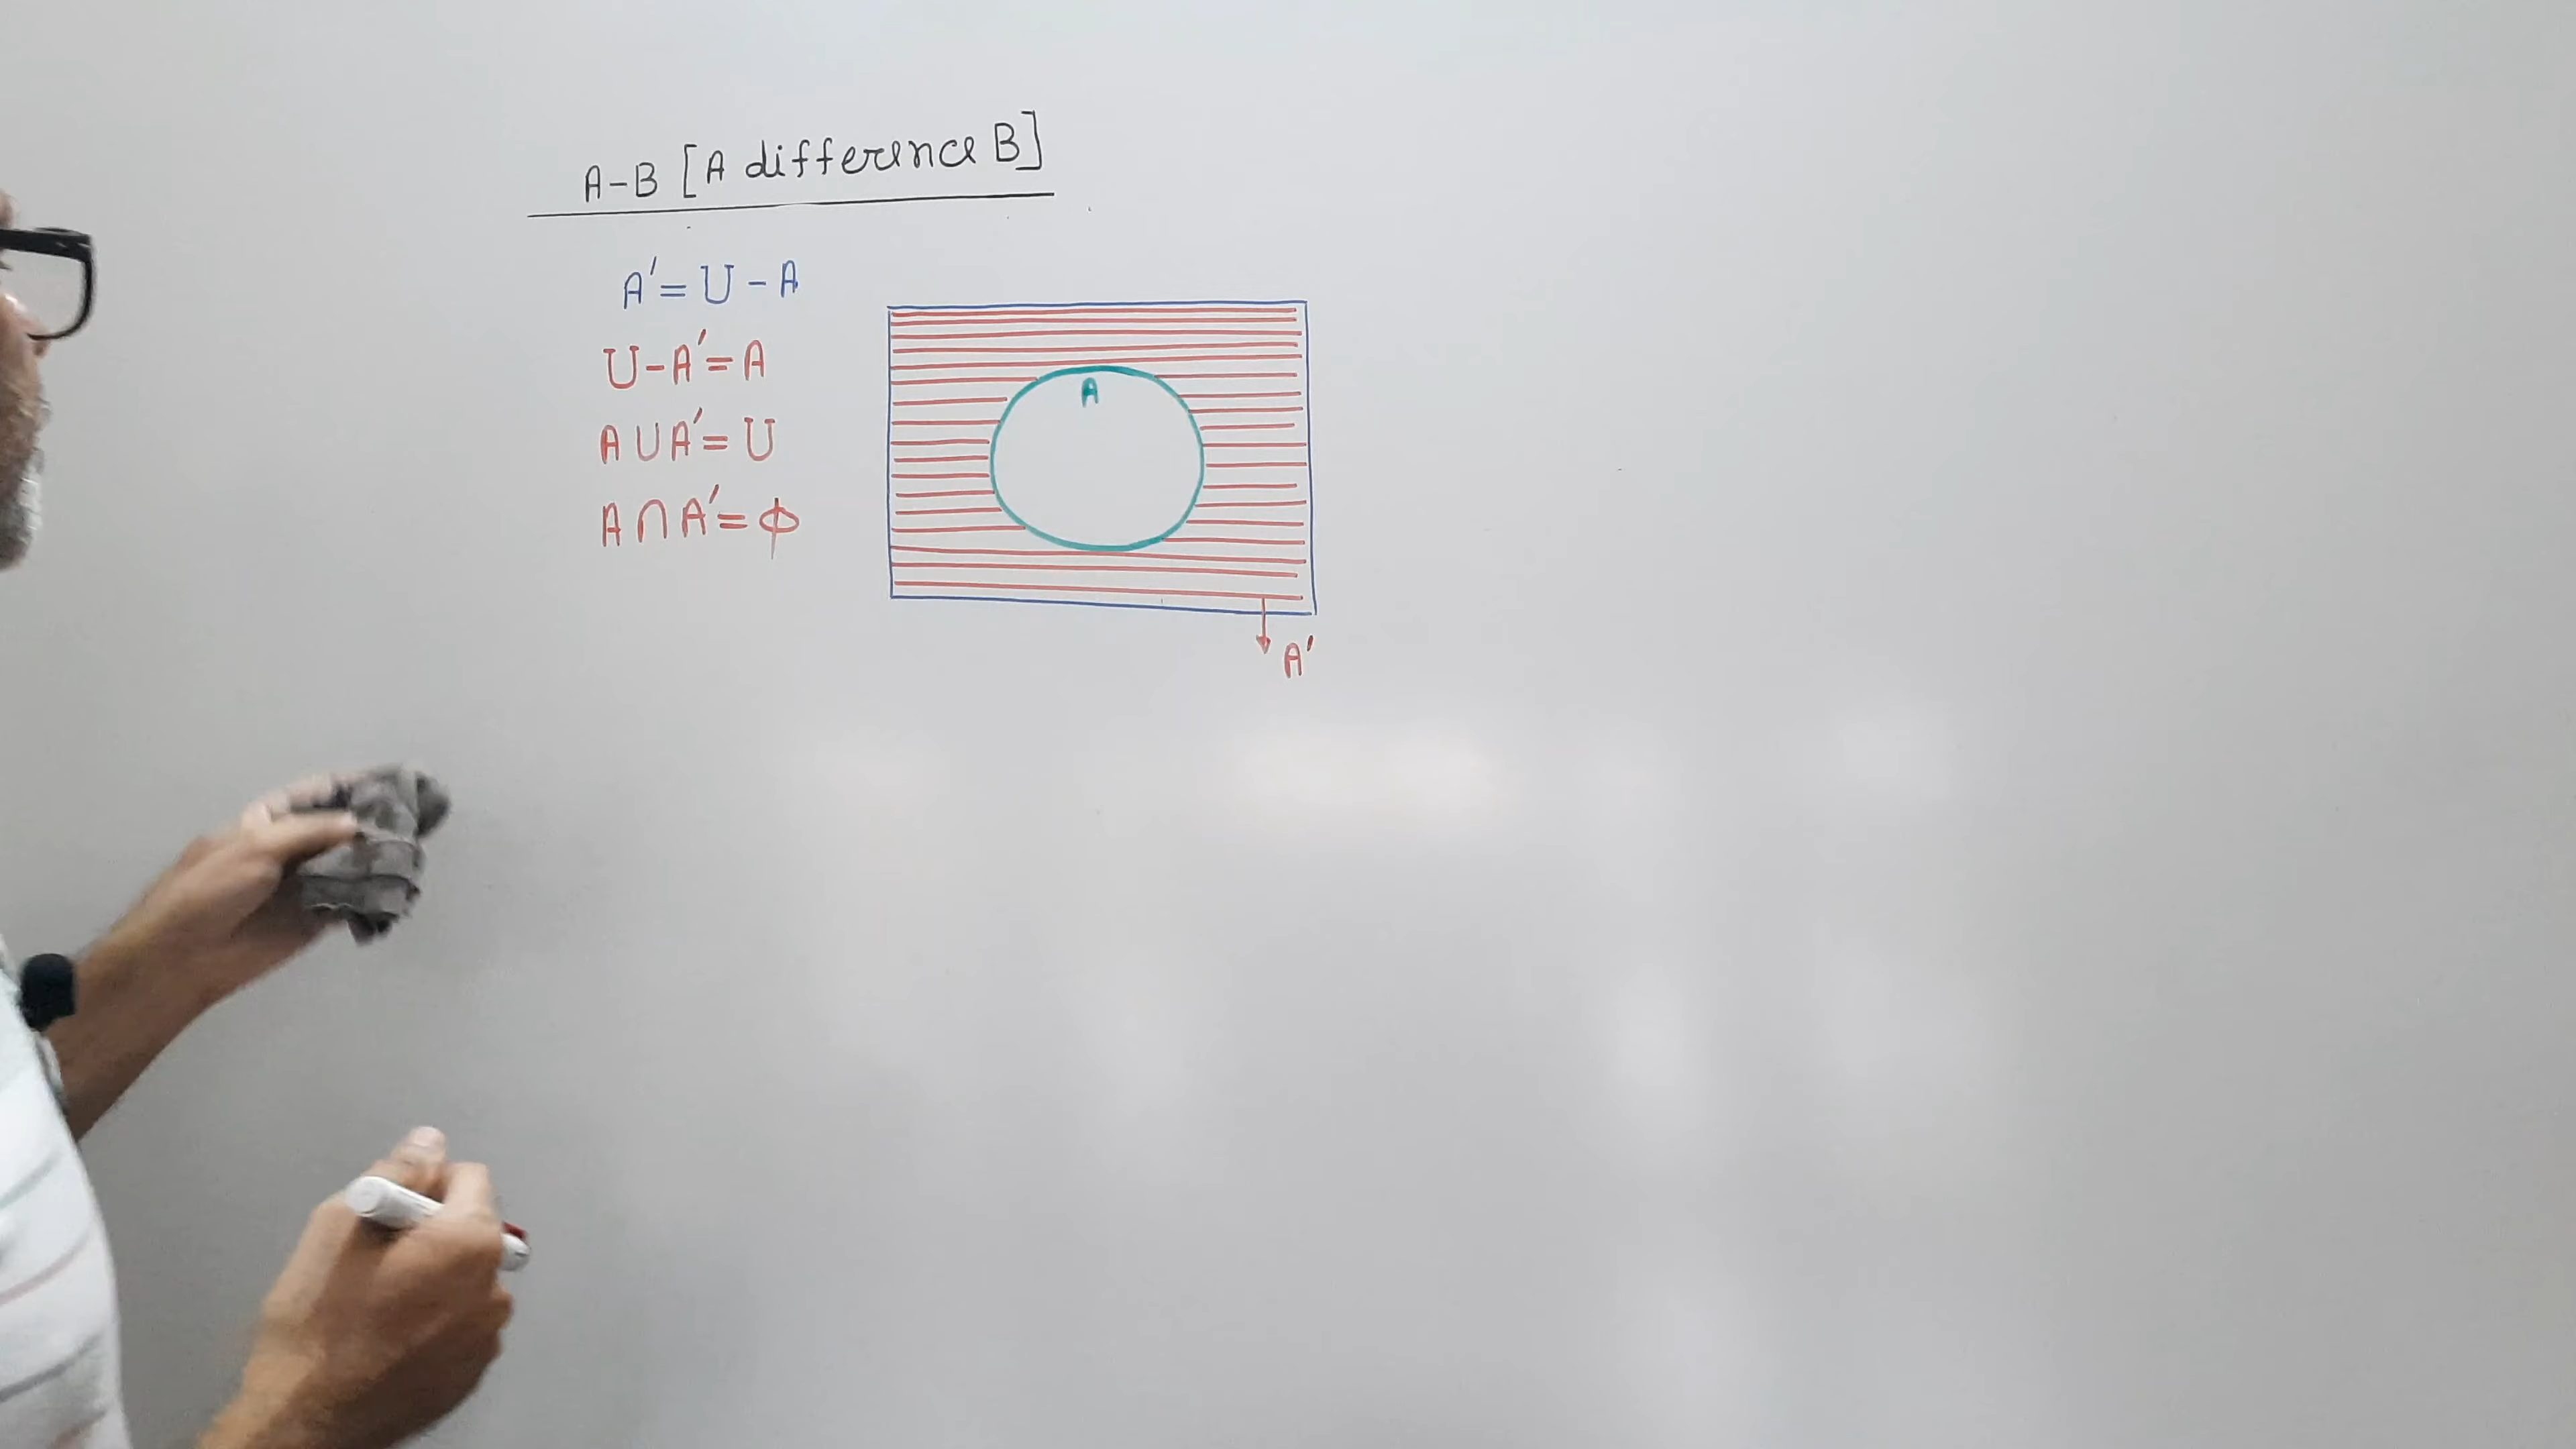 A-B [A difference B]
A′ = U - A
U - A′ = A
A ∪ A′ = U
A ∩ A′ = ϕ
A
A′